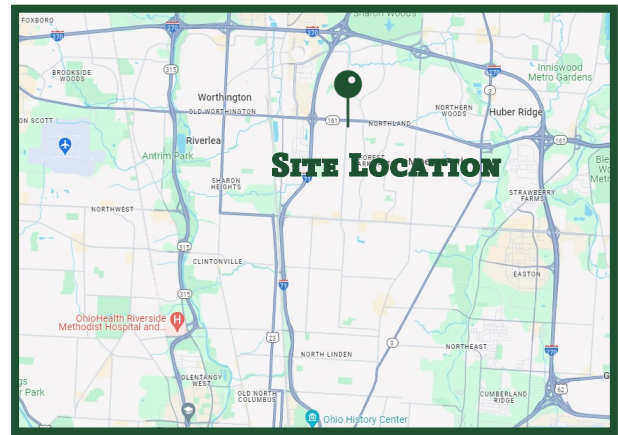 FOXBORO
Sharon Woods
270
270
315
BROOKSIDE
WOODS
270
Inniswood
Metro Gardens
3
Worthington
OLD WORTHINGTON
161
NORTHLAND
NORTHERN
WOODS
Huber Ridge
ON SCOTT
Riverlea
Antrim Park
161
SITE LOCATION
FOREST
71
SHARON
HEIGHTS
STRAWBERRY
FARMS
NORTHWEST
315
CLINTONVILLE
EASTON
71
315
OhioHealth Riverside
Methodist Hospital and...
23
3
NORTH LINDEN
NORTHEAST
270
OLENTANGY
WEST
OLD NORTH
COLUMBUS
CUMBERLAND
RIDGE
62
Ohio History Center